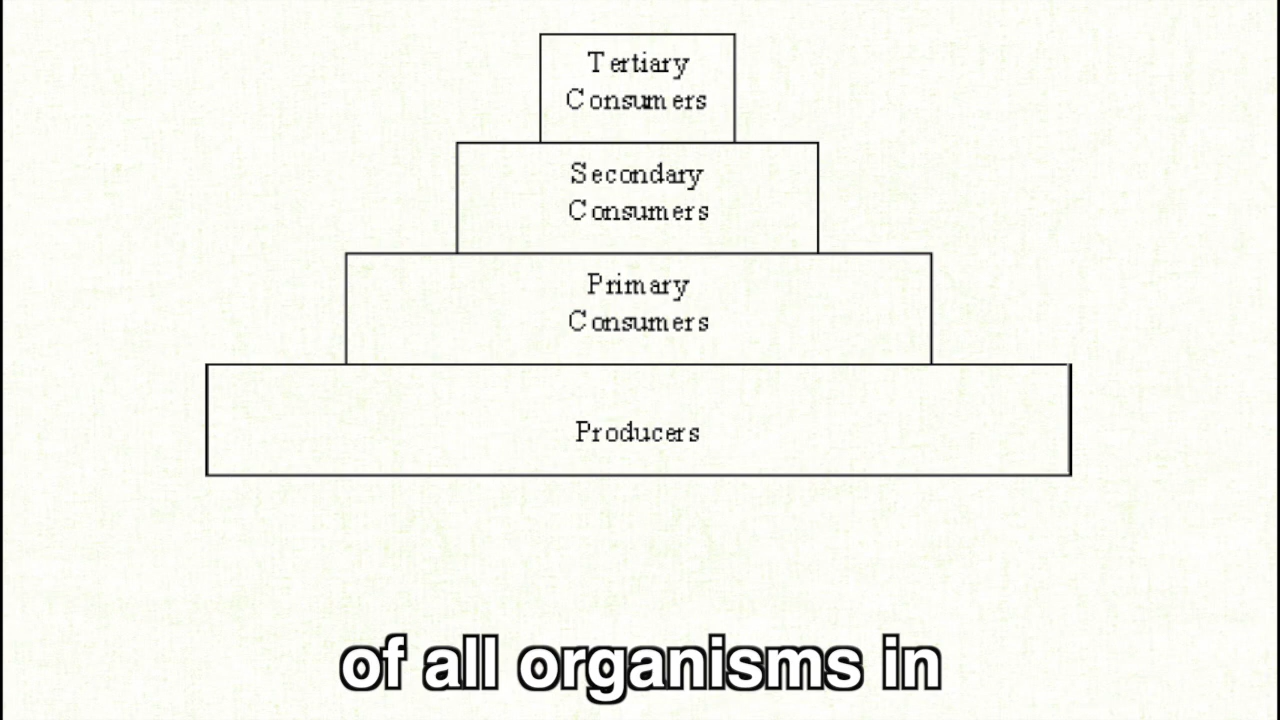 Tertiary
Consumers
Secondary
Consumers
Primary
Consumers
Producers
of all organisms in